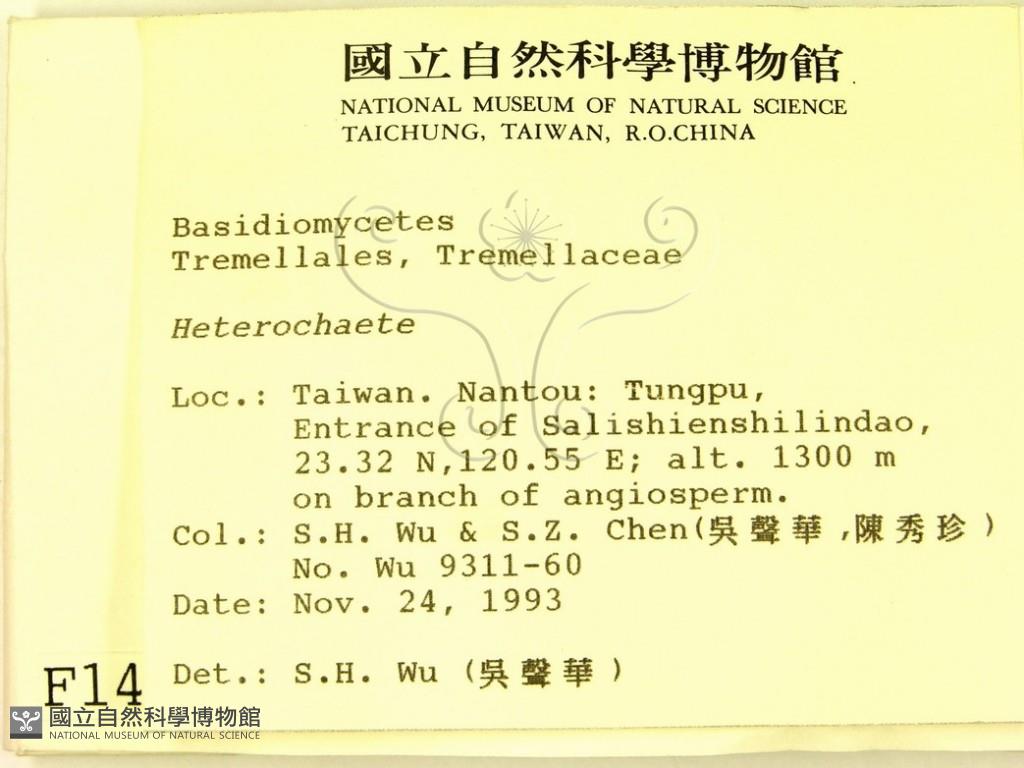 國立自然科學博物館
NATIONAL MUSEUM OF NATURAL SCIENCE
TAICHUNG, TAIWAN, R.O.CHINA
Basidiomycetes
Tremellales, Tremellaceae
Heterochaete
Loc.: Taiwan. Nantou: Tungpu,
Entrance of Salishienshilindao,
23.32 N,120.55 E; alt. 1300 m
on branch of angiosperm.
Col.: S.H. Wu & S.Z. Chen(吳聲華,陳秀珍)
No. Wu 9311-60
Date: Nov. 24, 1993
Det.: S.H. Wu (吳聲華)
F14
國立自然科學博物館
NATIONAL MUSEUM OF NATURAL SCIENCE